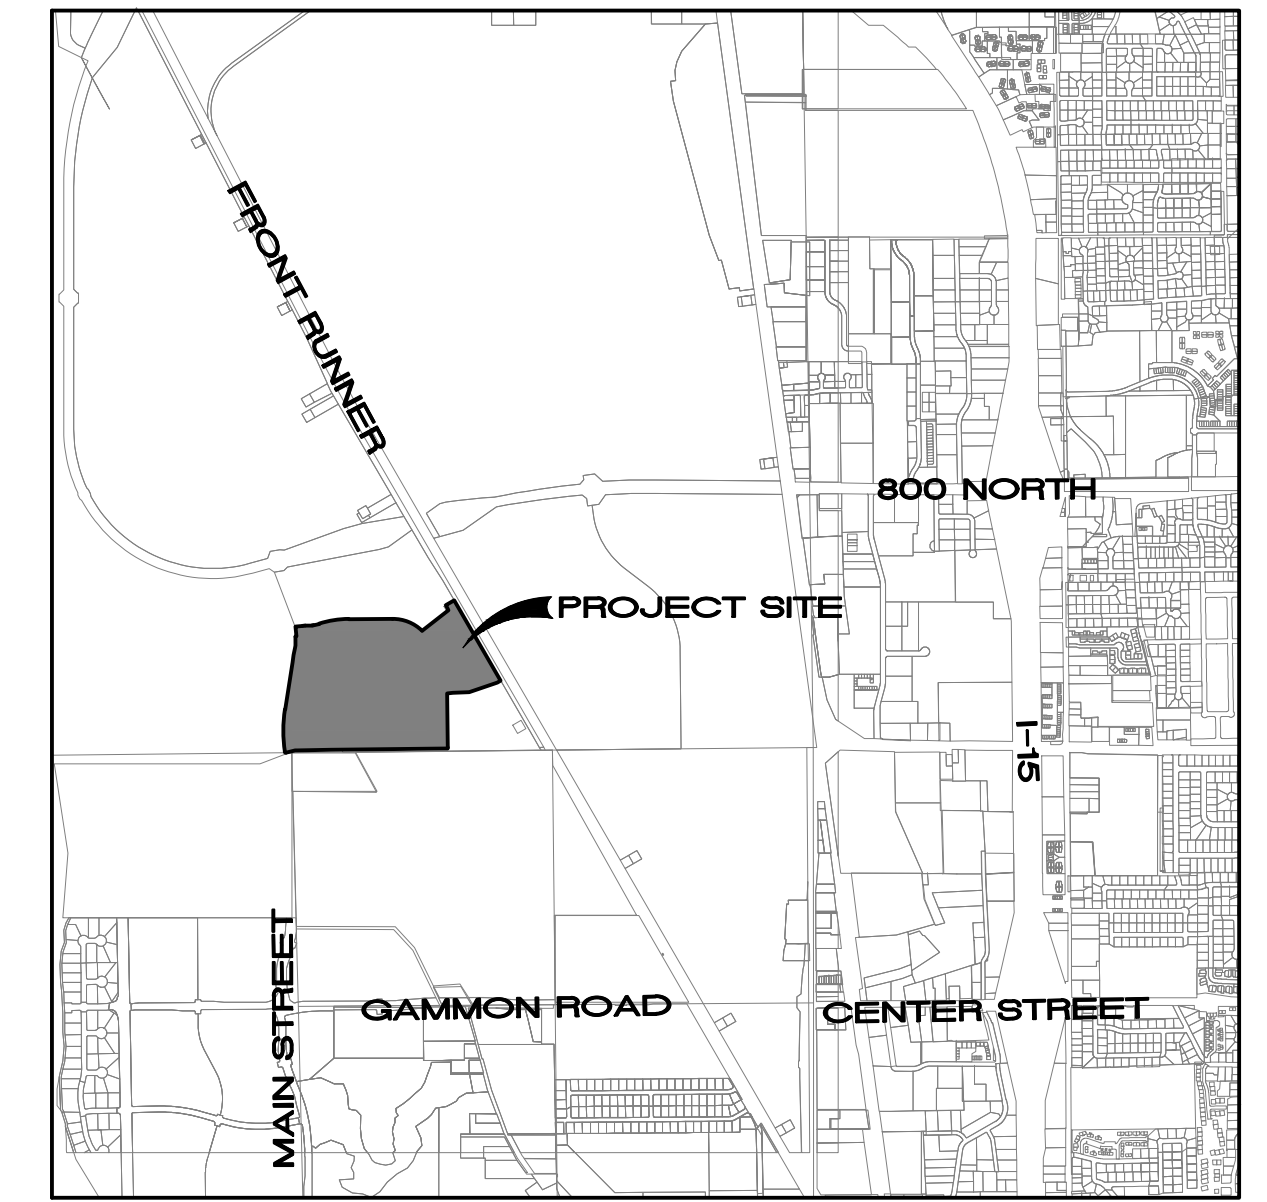 FRONT RUNNER
800 NORTH
PROJECT SITE
I-15
MAIN STREET
GAMMON ROAD
CENTER STREET